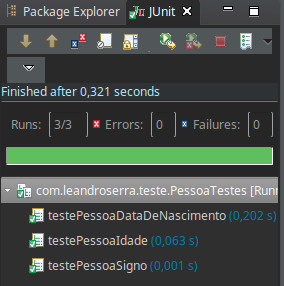 Package Explorer JUnit
Finished after 0,321 seconds
Runs: 3/3 Errors: 0 Failures: 0
com.leandroserra.teste.PessoaTestes [Runn
testePessoaDataDeNascimento (0,202 s)
testePessoaIdade (0,063 s)
testePessoaSigno (0,001 s)